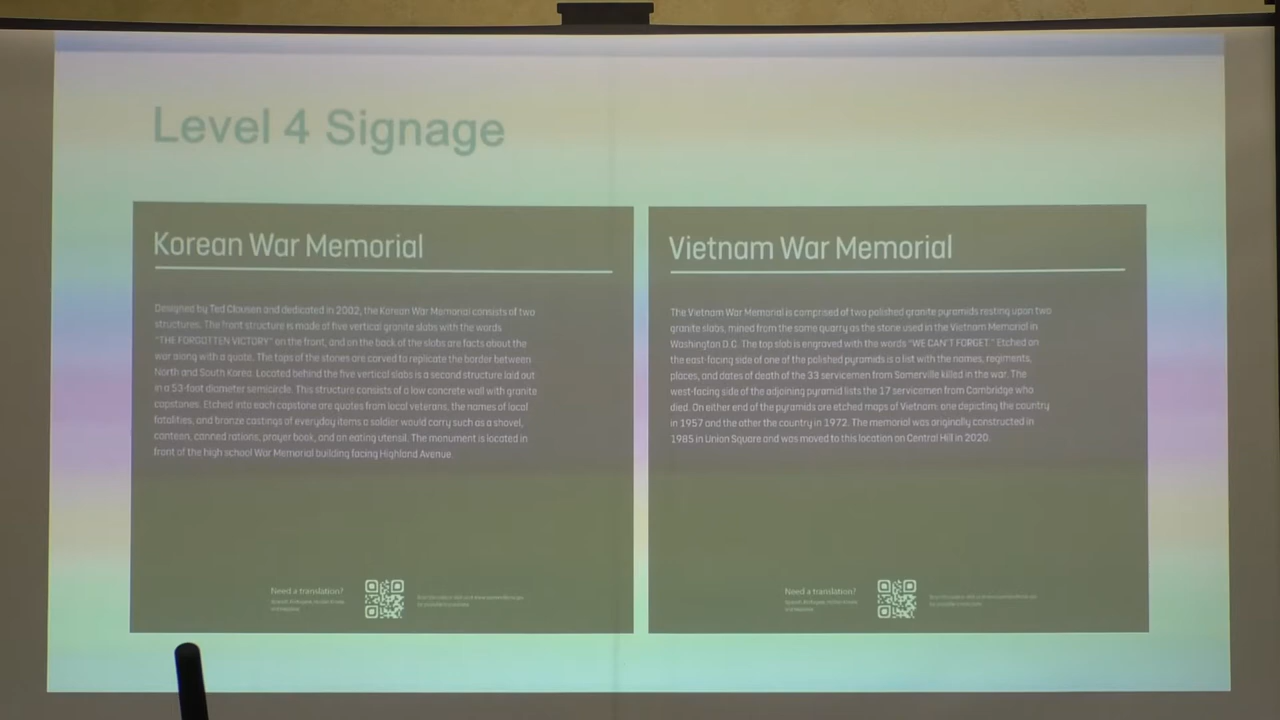 Level 4 Signage
Korean War Memorial
Designed by Ted Clausen and dedicated in 2002, the Korean War Memorial consists of two
structures. The front structure is made of five vertical granite slabs with the words
"THE FORGOTTEN VICTORY" on the front, and on the back of the slabs are facts about the
war along with a quote. The tops of the stones are carved to replicate the border between
North and South Korea. Located behind the five vertical slabs is a second structure laid out
in a 53-foot diameter semicircle. This structure consists of a low concrete wall with granite
capstones. Etched into each capstone are quotes from local veterans, the names of local
fatalities, and bronze castings of everyday items a soldier would carry such as a shovel,
canteen, canned rations, prayer book, and an eating utensil. The monument is located in
front of the high school War Memorial building facing Highland Avenue.
Need a translation?
Vietnam War Memorial
The Vietnam War Memorial is comprised of two polished granite pyramids resting upon two
granite slabs, mined from the same quarry as the stone used in the Vietnam Memorial in
Washington D.C. The top slab is engraved with the words "WE CAN'T FORGET." Etched on
the east-facing side of one of the polished pyramids is a list with the names, regiments,
places, and dates of death of the 33 servicemen from Somerville killed in the war. The
west-facing side of the adjoining pyramid lists the 17 servicemen from Cambridge who
died. On either end of the pyramids are etched maps of Vietnam: one depicting the country
in 1957 and the other the country in 1972. The memorial was originally constructed in
1985 in Union Square and was moved to this location on Central Hill in 2020.
Need a translation?